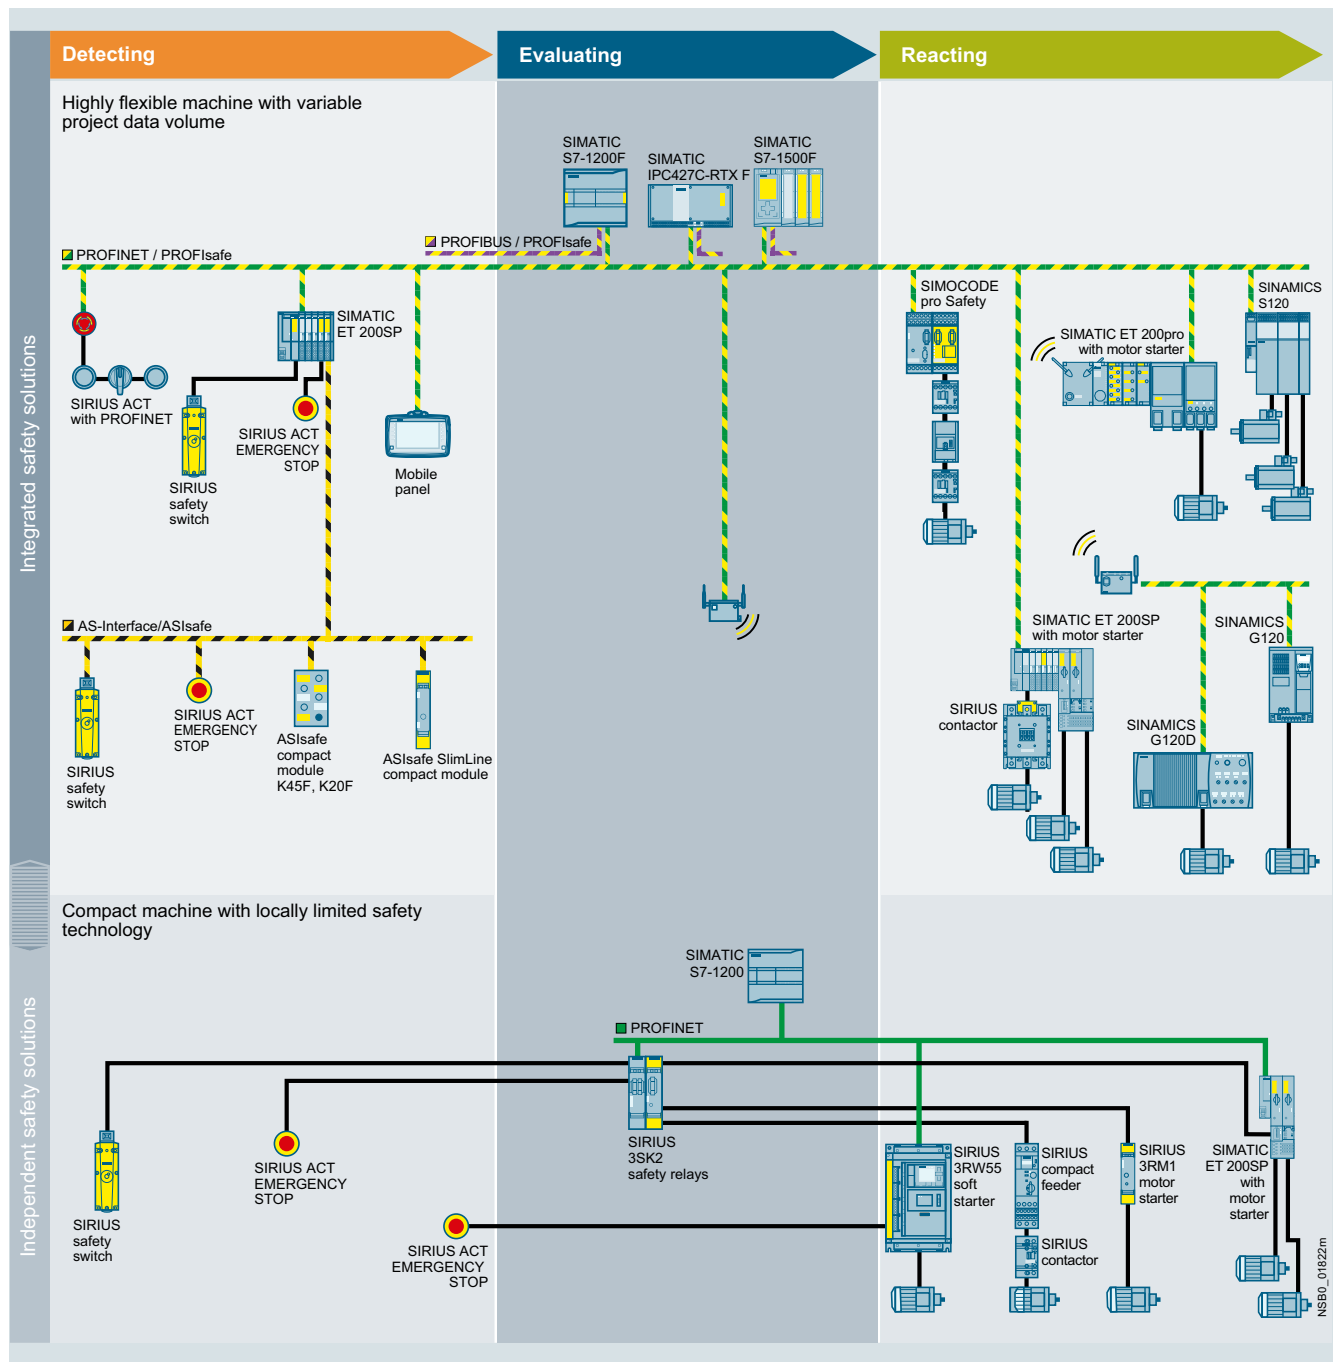 Detecting
Evaluating
Reacting
Integrated safety solutions
Highly flexible machine with variable
project data volume
SIMATIC
S7-1200F
SIMATIC
IPC427C-RTX F
SIMATIC
S7-1500F
PROFIBUS / PROFIsafe
PROFINET / PROFIsafe
SIRIUS ACT
with PROFINET
SIMATIC
ET 200SP
SIRIUS
safety
switch
SIRIUS ACT
EMERGENCY
STOP
Mobile
panel
SIMOCODE
pro Safety
SIMATIC ET 200pro
with motor starter
SINAMICS
S120
AS-Interface/ASIsafe
SIRIUS
safety
switch
SIRIUS ACT
EMERGENCY
STOP
ASIsafe
compact
module
K45F, K20F
ASIsafe SlimLine
compact module
SIMATIC ET 200SP
with motor starter
SIRIUS
contactor
SINAMICS
G120
SINAMICS
G120D
Independent safety solutions
Compact machine with locally limited safety
technology
SIMATIC
S7-1200
PROFINET
SIRIUS
safety
switch
SIRIUS ACT
EMERGENCY
STOP
SIRIUS ACT
EMERGENCY
STOP
SIRIUS
3SK2
safety relays
SIRIUS
3RW55
soft
starter
SIRIUS
compact
feeder
SIRIUS
contactor
SIRIUS
3RM1
motor
starter
SIMATIC
ET 200SP
with
motor
starter
NSB0_01822m